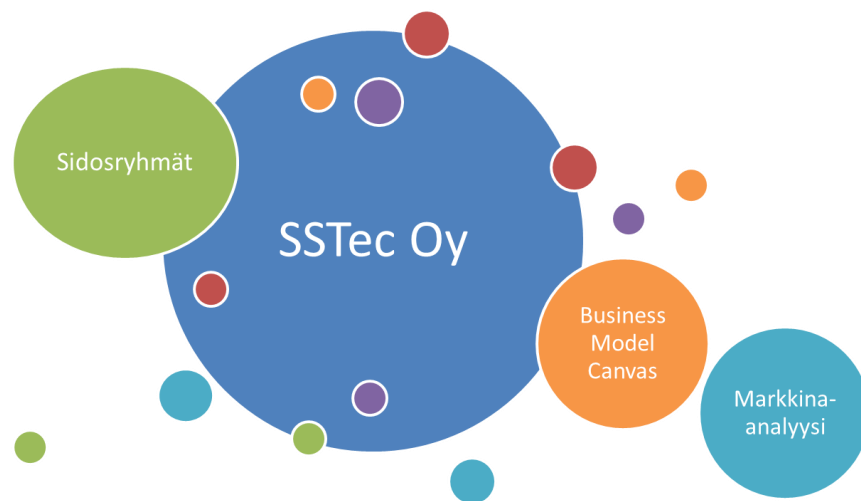 Sidosryhmät
SSTec Oy
Business
Model
Canvas
Markkina-
analyysi